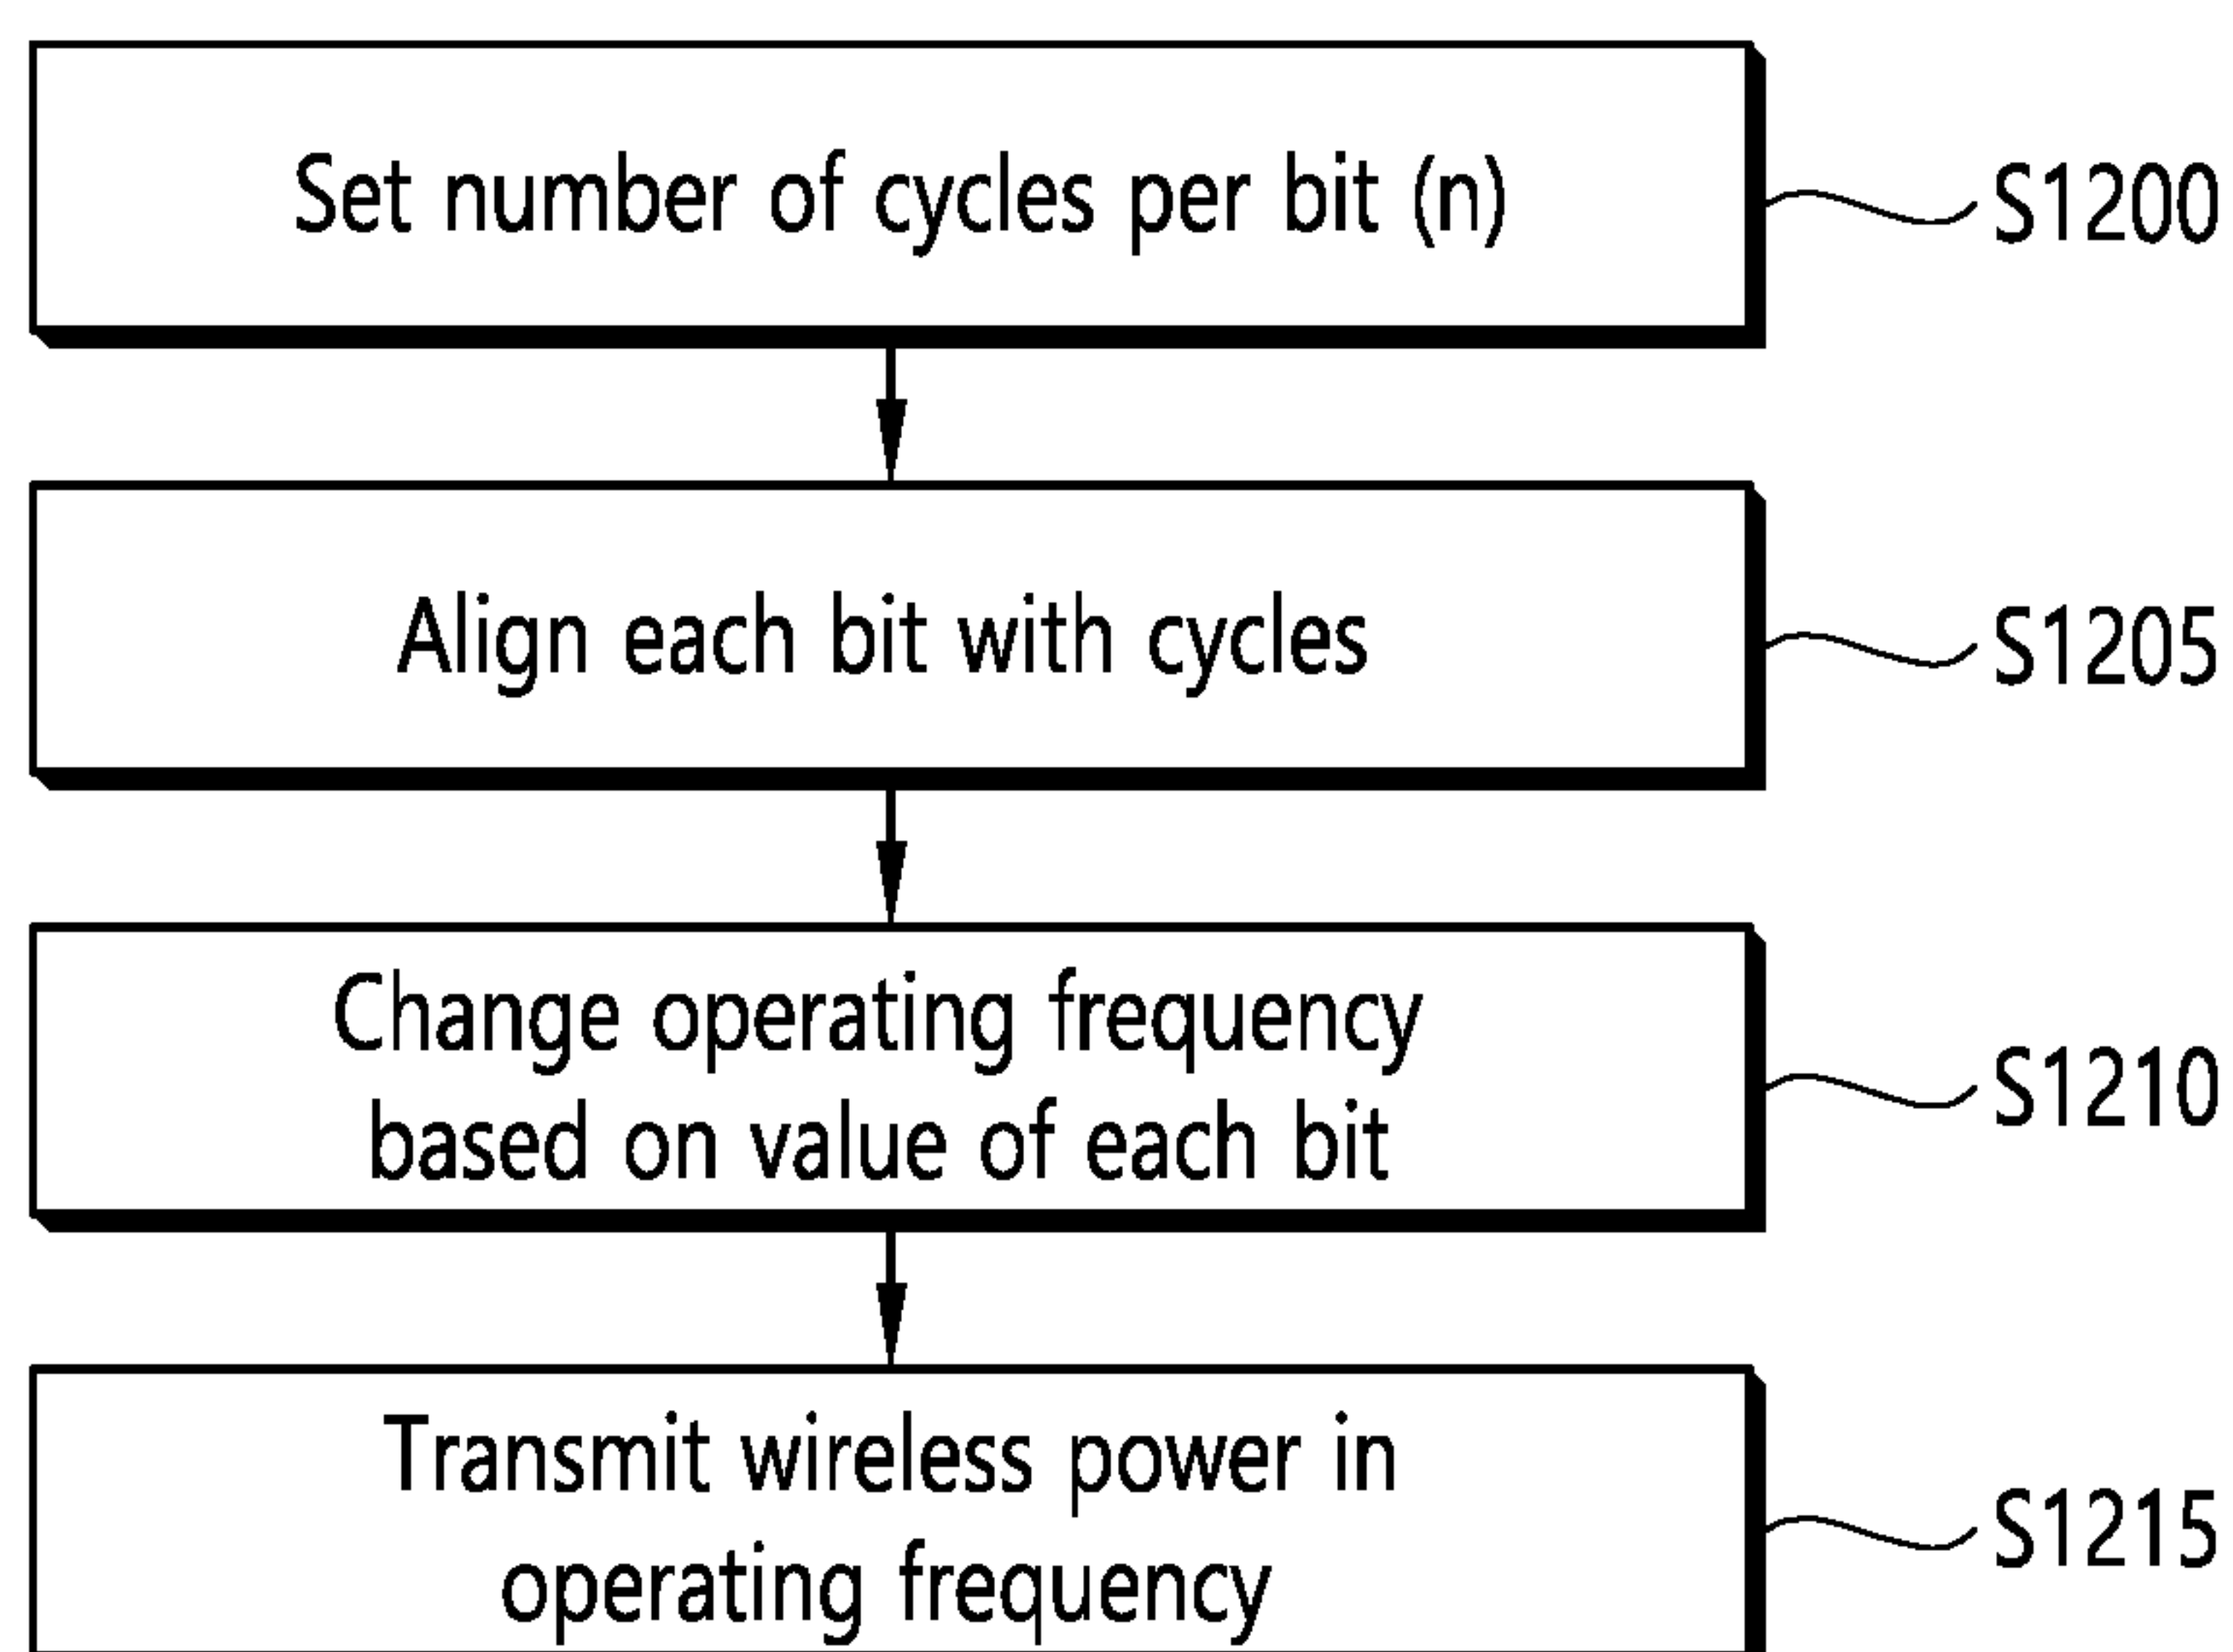 Set number of cycles per bit (n)
S1200
Align each bit with cycles
S1205
Change operating frequency
based on value of each bit
S1210
Transmit wireless power in
operating frequency
S1215